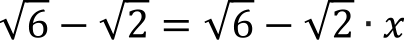 √6 − √2 = √6 − √2 · x